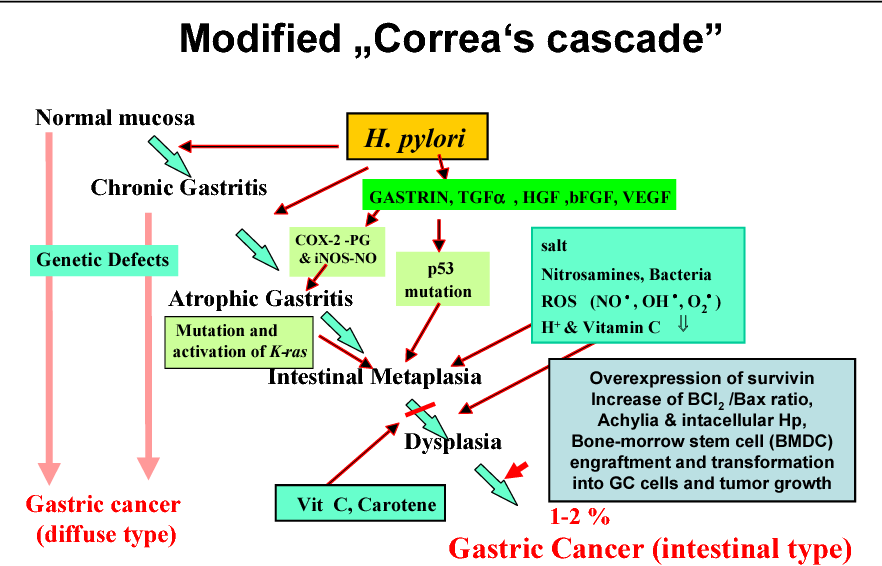 Modified „Correa‘s cascade”
Normal mucosa
H. pylori
Chronic Gastritis
GASTRIN, TGFα , HGF ,bFGF, VEGF
Genetic Defects
COX-2 -PG
& iNOS-NO
p53
mutation
salt
Nitrosamines, Bacteria
ROS (NO•, OH•, O2•)
H+ & Vitamin C ⇓
Atrophic Gastritis
Mutation and
activation of K-ras
Intestinal Metaplasia
Overexpression of survivin
Increase of BCl2 /Bax ratio,
Achylia & intacellular Hp,
Bone-morrow stem cell (BMDC)
engraftment and transformation
into GC cells and tumor growth
Dysplasia
Vit C, Carotene
Gastric cancer
(diffuse type)
1-2 %
Gastric Cancer (intestinal type)